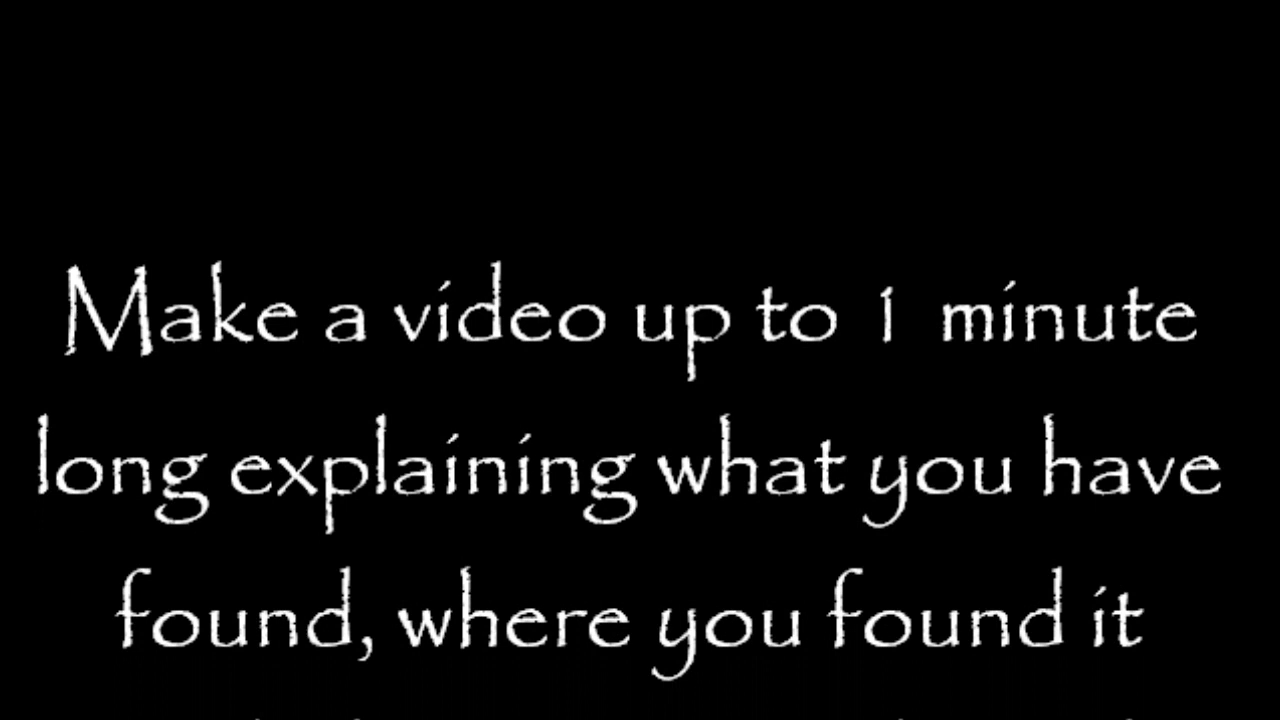 Make a video up to 1 minute
long explaining what you have
found, where you found it